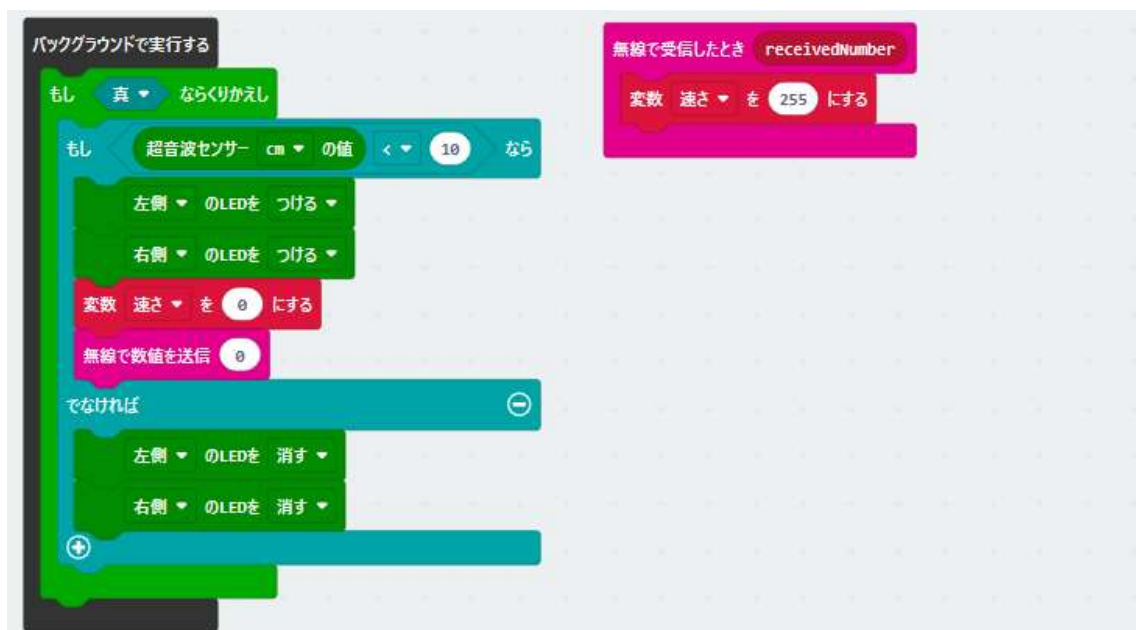 バックグラウンドで実行する
もし 真 ならくりかえし
もし 超音波センサー cm の値 < 10 なら
左側 のLEDを つける
右側 のLEDを つける
変数 速さ を 0 にする
無線で数値を送信 0
でなければ
左側 のLEDを 消す
右側 のLEDを 消す
無線で受信したとき receivedNumber
変数 速さ を 255 にする